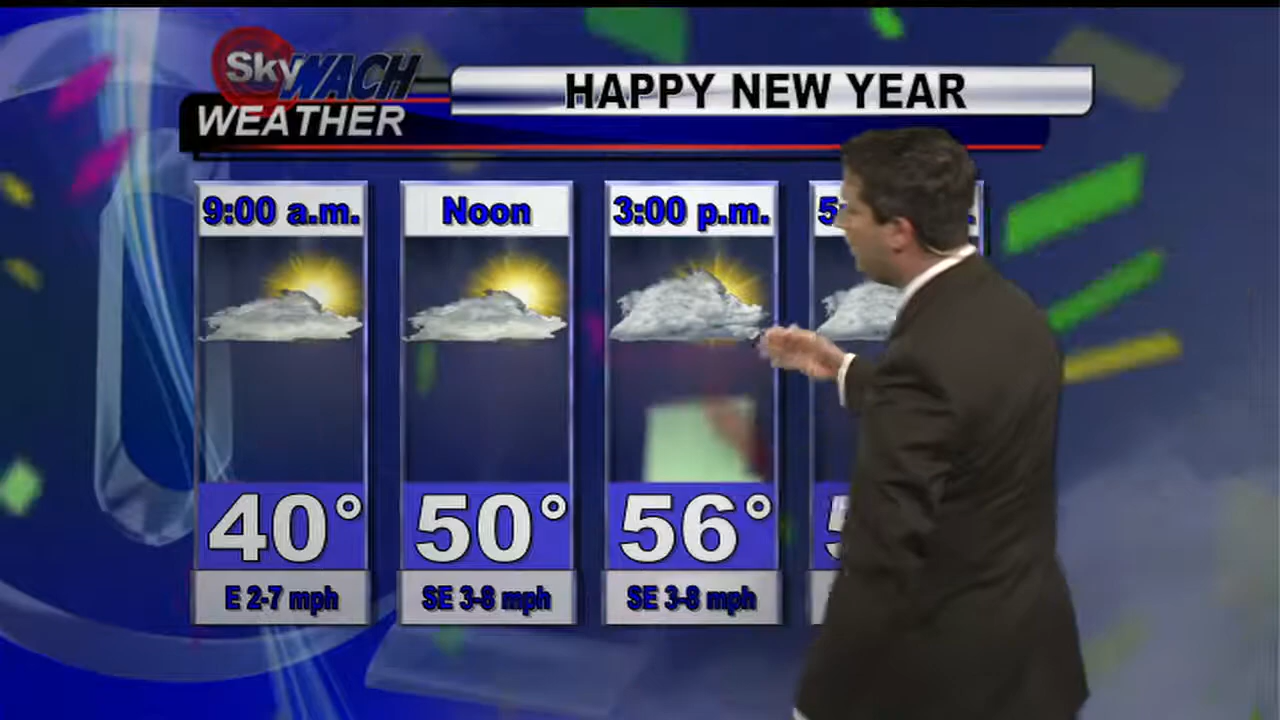 SkyWACH
WEATHER
HAPPY NEW YEAR
9:00 a.m.
Noon
3:00 p.m.
40°
50°
56°
E 2-7 mph
SE 3-8 mph
SE 3-8 mph